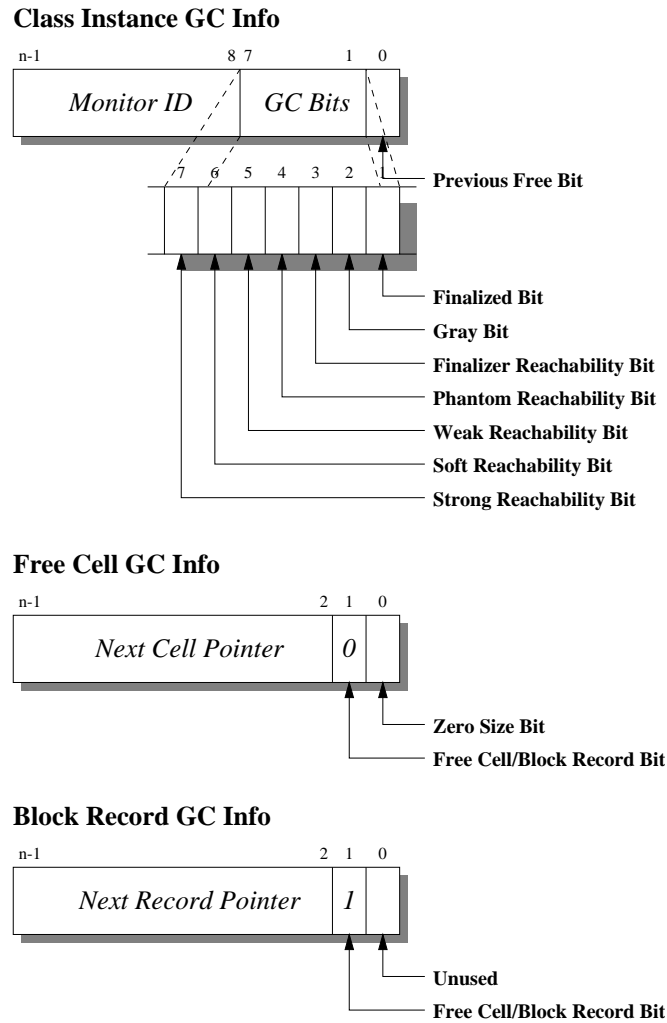 Class Instance GC Info
n-1 8 7 1 0
Monitor ID GC Bits
Previous Free Bit
7 6 5 4 3 2 1
Finalized Bit
Gray Bit
Finalizer Reachability Bit
Phantom Reachability Bit
Weak Reachability Bit
Soft Reachability Bit
Strong Reachability Bit
Free Cell GC Info
n-1 2 1 0
Next Cell Pointer 0
Zero Size Bit
Free Cell/Block Record Bit
Block Record GC Info
n-1 2 1 0
Next Record Pointer 1
Unused
Free Cell/Block Record Bit